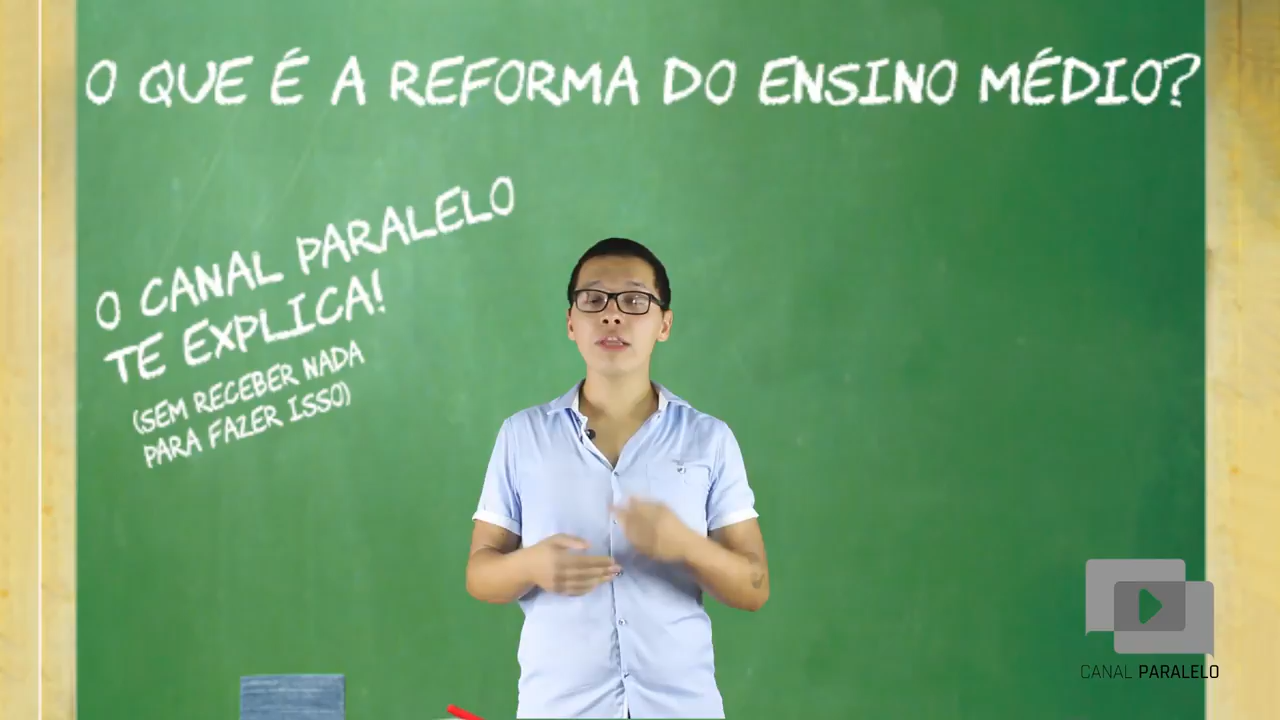 O QUE É A REFORMA DO ENSINO MÉDIO?
O CANAL PARALELO
TE EXPLICA!
(SEM RECEBER NADA
PARA FAZER ISSO)
CANAL PARALELO